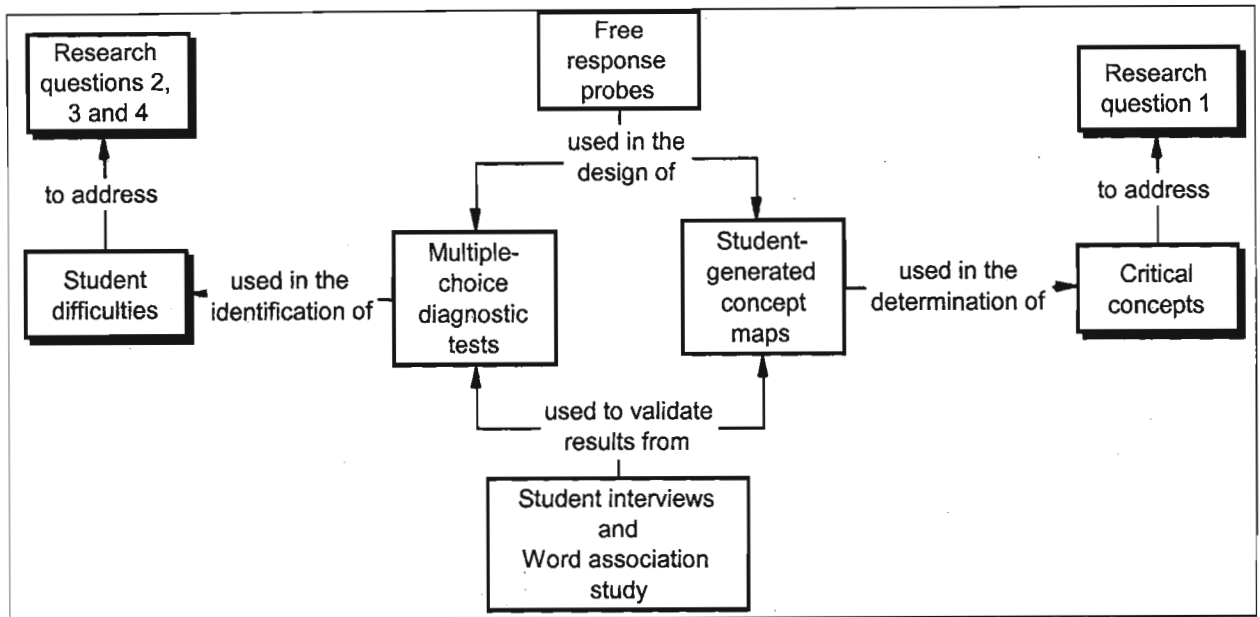 Research
questions 2,
3 and 4
to address
Student
difficulties
used in the
identification of
Multiple-
choice
diagnostic
tests
Free
response
probes
used in the
design of
Student-
generated
concept
maps
used in the
determination of
Critical
concepts
to address
Research
question 1
used to validate
results from
Student interviews
and
Word association
study